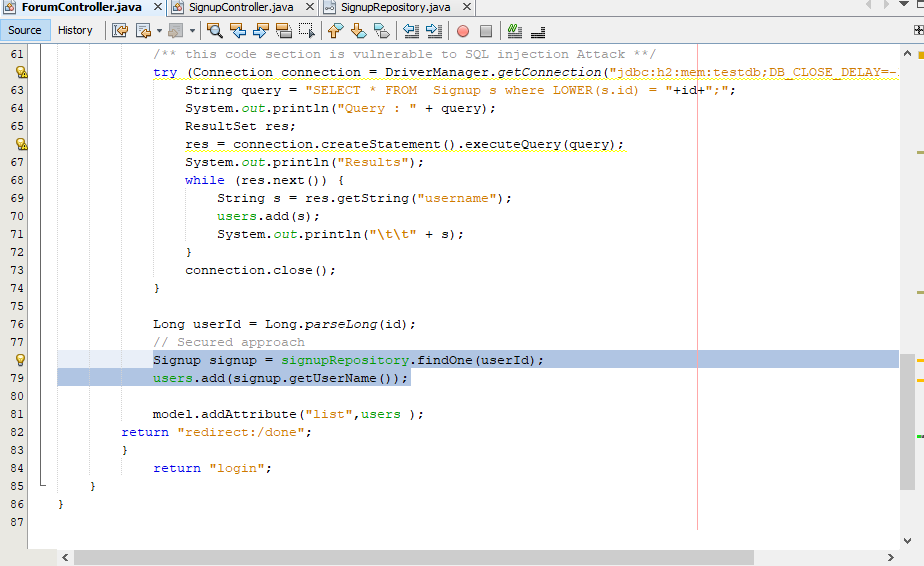 ForumController.java × SignupController.java × SignupRepository.java ×
Source History
61 /** this code section is vulnerable to SQL injection Attack **/
try (Connection connection = DriverManager.getConnection("jdbc:h2:mem:testdb;DB_CLOSE_DELAY=-
63 String query = "SELECT * FROM  Signup s where LOWER(s.id) = "+id+";";
64 System.out.println("Query : " + query);
65 ResultSet res;
res = connection.createStatement().executeQuery(query);
67 System.out.println("Results");
68 while (res.next()) {
69 String s = res.getString("username");
70 users.add(s);
71 System.out.println("\t\t" + s);
72 }
73 connection.close();
74 }
75
76 Long userId = Long.parseLong(id);
77 // Secured approach
Signup signup = signupRepository.findOne(userId);
79 users.add(signup.getUserName());
80
81 model.addAttribute("list",users );
82 return "redirect:/done";
83 }
84 return "login";
85 }
86 }
87